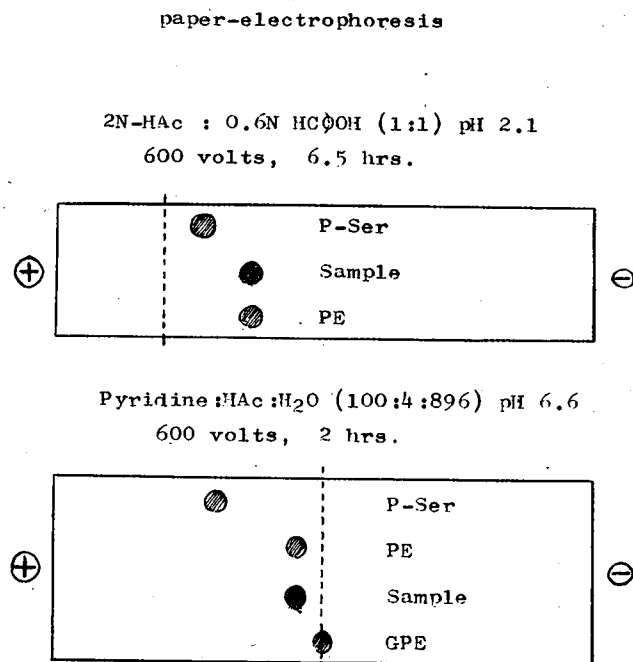 paper-electrophoresis
2N-HAc : 0.6N HCOOH (1:1) pH 2.1
600 volts, 6.5 hrs.
P-Ser
⊕ Sample ⊖
PE
Pyridine:HAc:H₂O (100:4:896) pH 6.6
600 volts, 2 hrs.
P-Ser
PE
⊕ ⊖
Sample
GPE